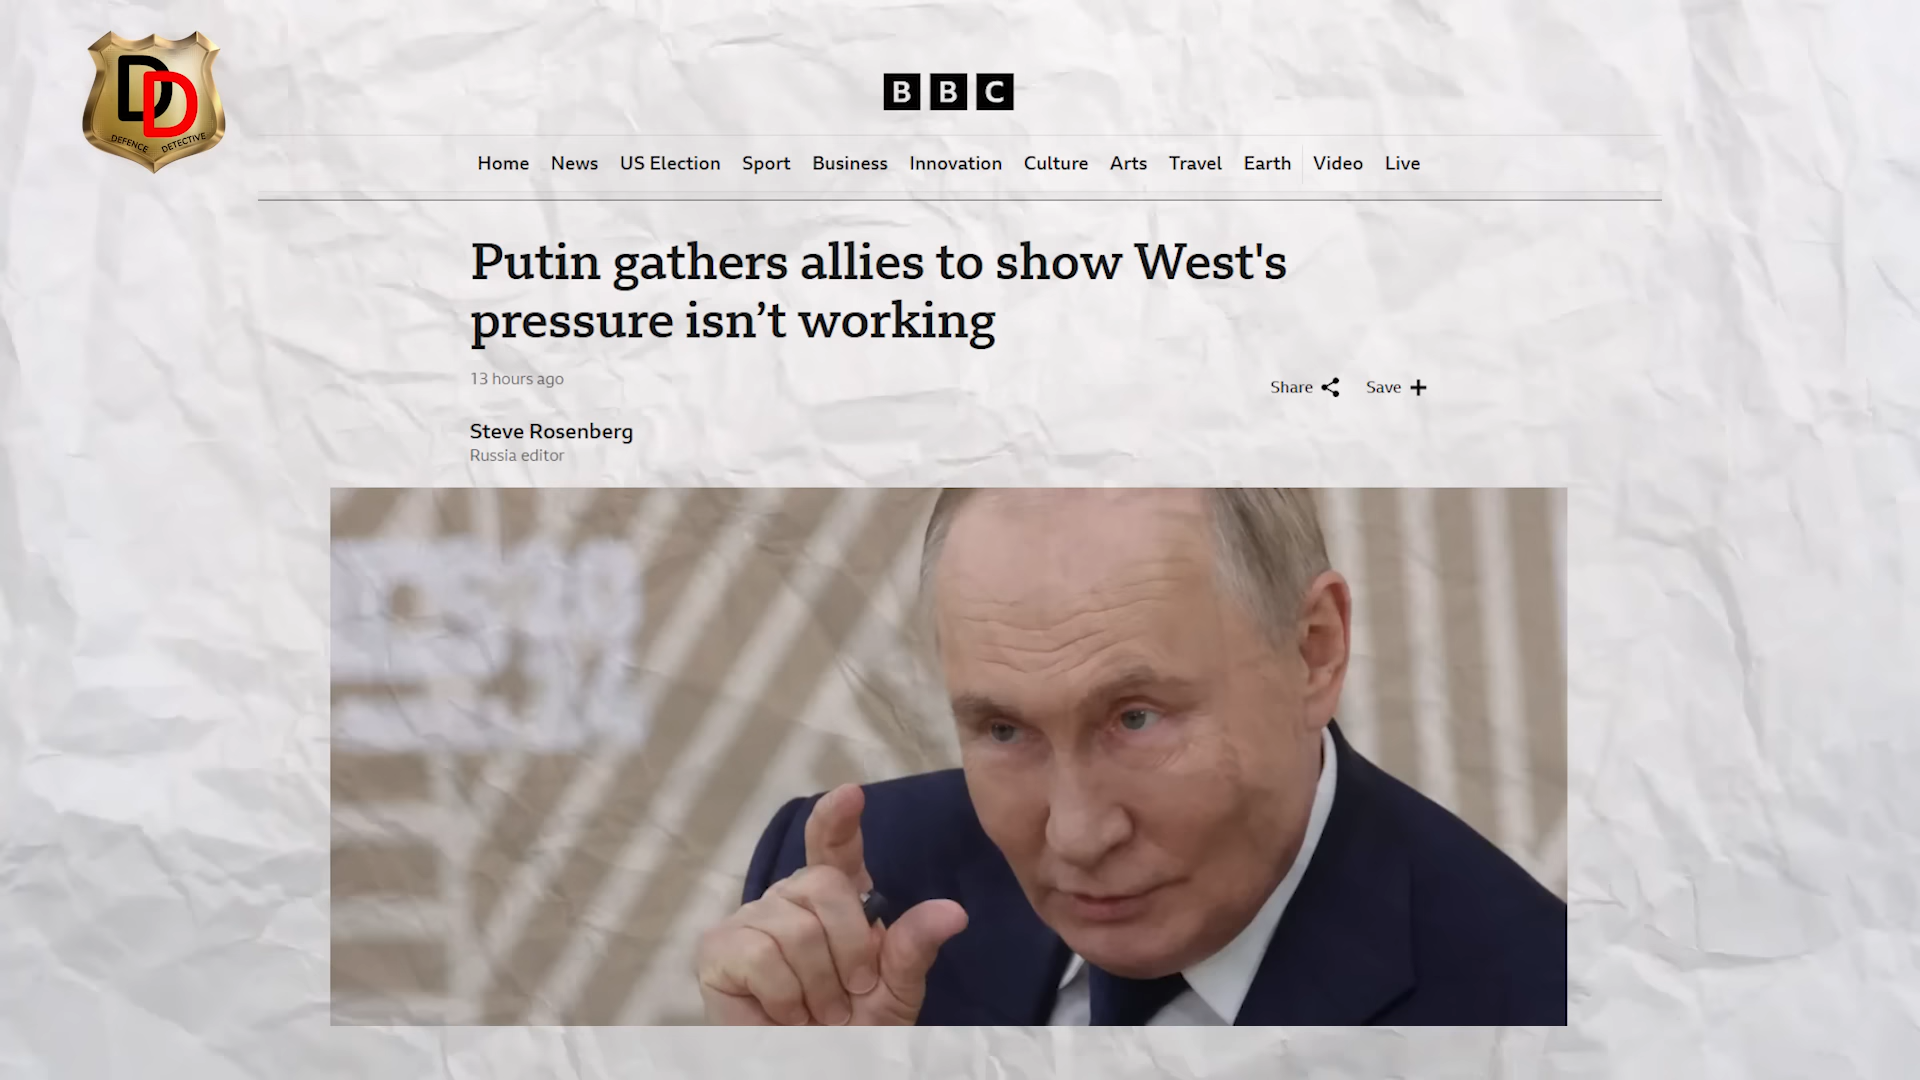 DD
DEFENCE DETECTIVE
BBC
Home News US Election Sport Business Innovation Culture Arts Travel Earth Video Live
Putin gathers allies to show West's
pressure isn’t working
13 hours ago
Share Save
Steve Rosenberg
Russia editor